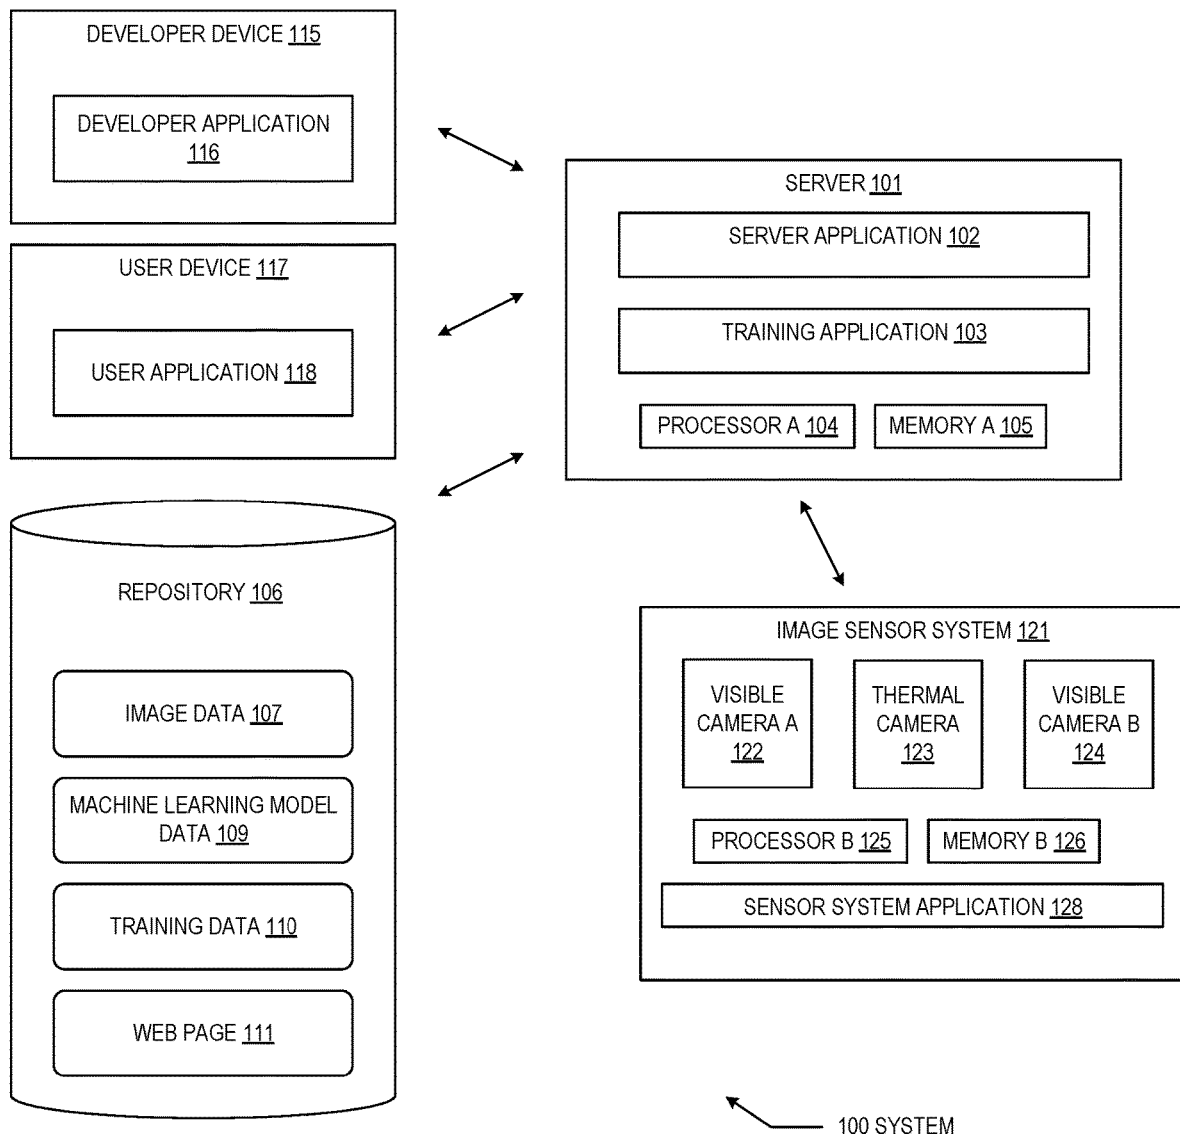 DEVELOPER DEVICE 115
DEVELOPER APPLICATION
116
USER DEVICE 117
USER APPLICATION 118
REPOSITORY 106
IMAGE DATA 107
MACHINE LEARNING MODEL
DATA 109
TRAINING DATA 110
WEB PAGE 111
SERVER 101
SERVER APPLICATION 102
TRAINING APPLICATION 103
PROCESSOR A 104
MEMORY A 105
IMAGE SENSOR SYSTEM 121
VISIBLE
CAMERA A
122
THERMAL
CAMERA
123
VISIBLE
CAMERA B
124
PROCESSOR B 125
MEMORY B 126
SENSOR SYSTEM APPLICATION 128
100 SYSTEM